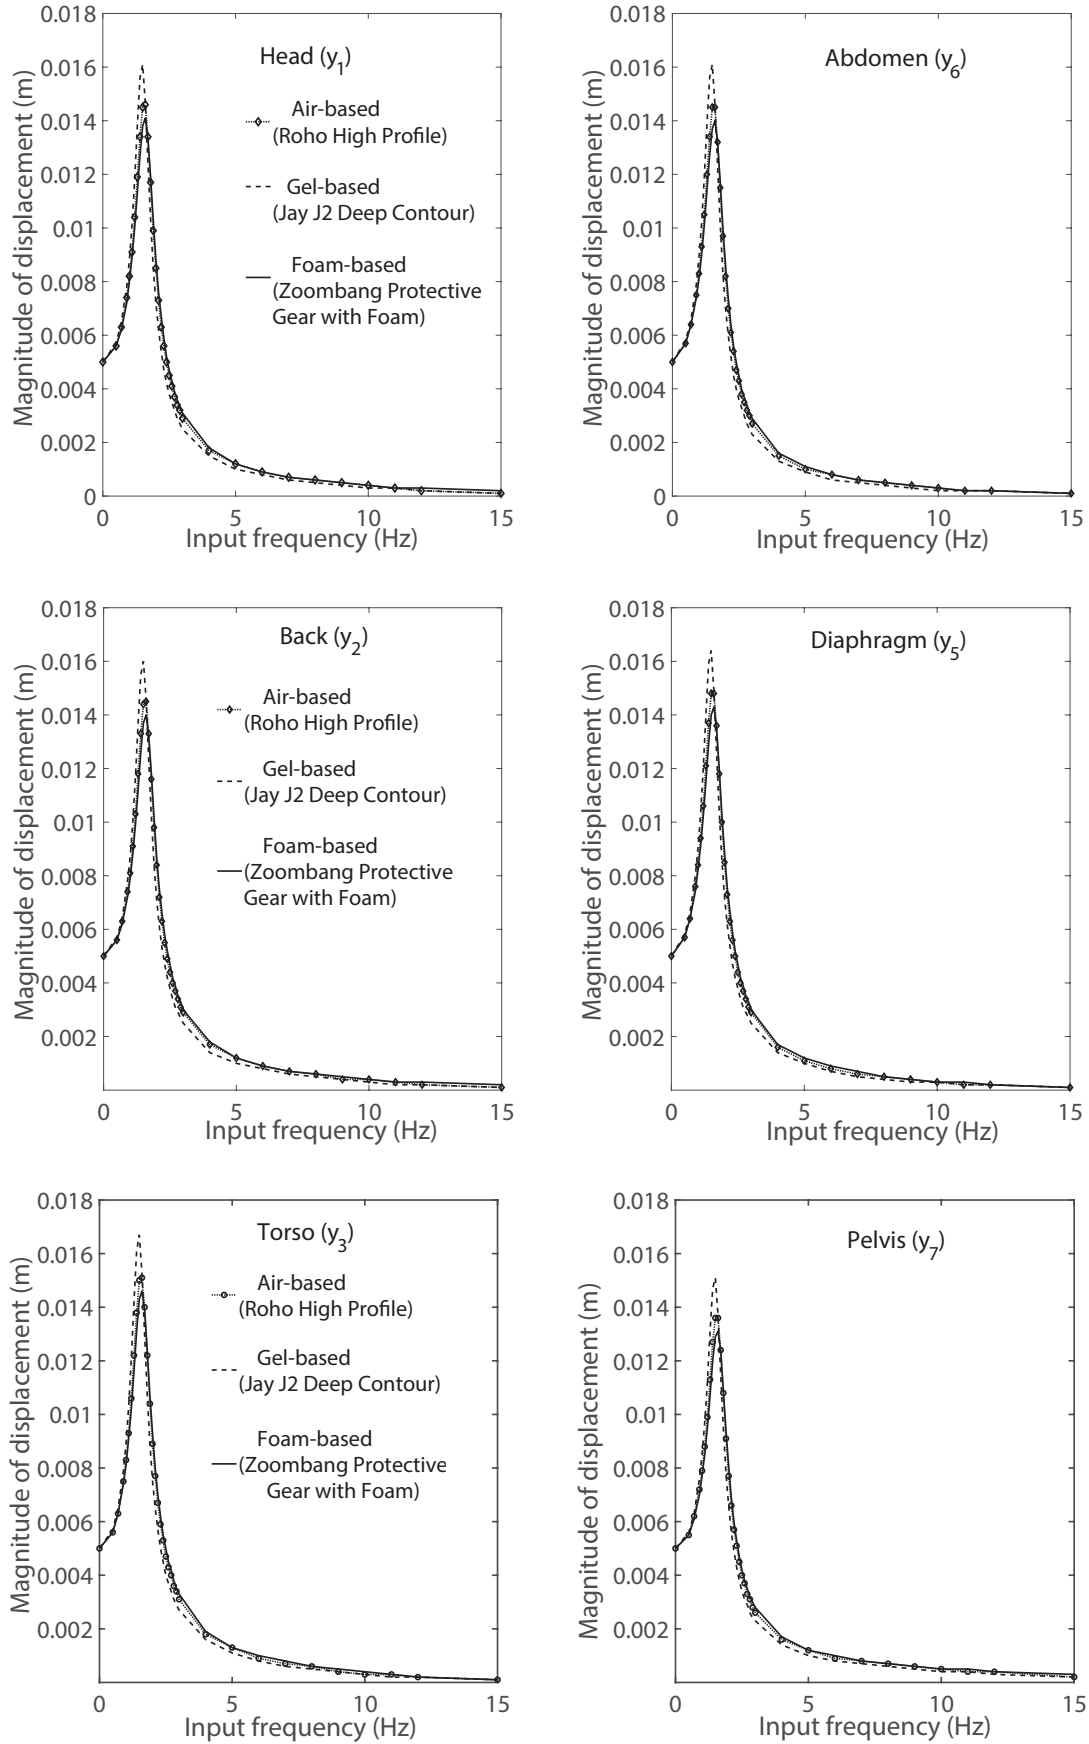 Head (y1)
Air-based
(Roho High Profile)
Gel-based
(Jay J2 Deep Contour)
Foam-based
(Zoombang Protective
Gear with Foam)
Magnitude of displacement (m)
0.018
0.016
0.014
0.012
0.01
0.008
0.006
0.004
0.002
0
0 5 10 15
Input frequency (Hz)
Abdomen (y6)
Magnitude of displacement (m)
0.018
0.016
0.014
0.012
0.01
0.008
0.006
0.004
0.002
0
0 5 10 15
Input frequency (Hz)
Back (y2)
Air-based
(Roho High Profile)
Gel-based
(Jay J2 Deep Contour)
Foam-based
(Zoombang Protective
Gear with Foam)
Magnitude of displacement (m)
0.018
0.016
0.014
0.012
0.01
0.008
0.006
0.004
0.002
0 5 10 15
Input frequency (Hz)
Diaphragm (y5)
Magnitude of displacement (m)
0.018
0.016
0.014
0.012
0.01
0.008
0.006
0.004
0.002
0 5 10 15
Input frequency (Hz)
Torso (y3)
Air-based
(Roho High Profile)
Gel-based
(Jay J2 Deep Contour)
Foam-based
(Zoombang Protective
Gear with Foam)
Magnitude of displacement (m)
0.018
0.016
0.014
0.012
0.01
0.008
0.006
0.004
0.002
0 5 10 15
Input frequency (Hz)
Pelvis (y7)
Magnitude of displacement (m)
0.018
0.016
0.014
0.012
0.01
0.008
0.006
0.004
0.002
0 5 10 15
Input frequency (Hz)